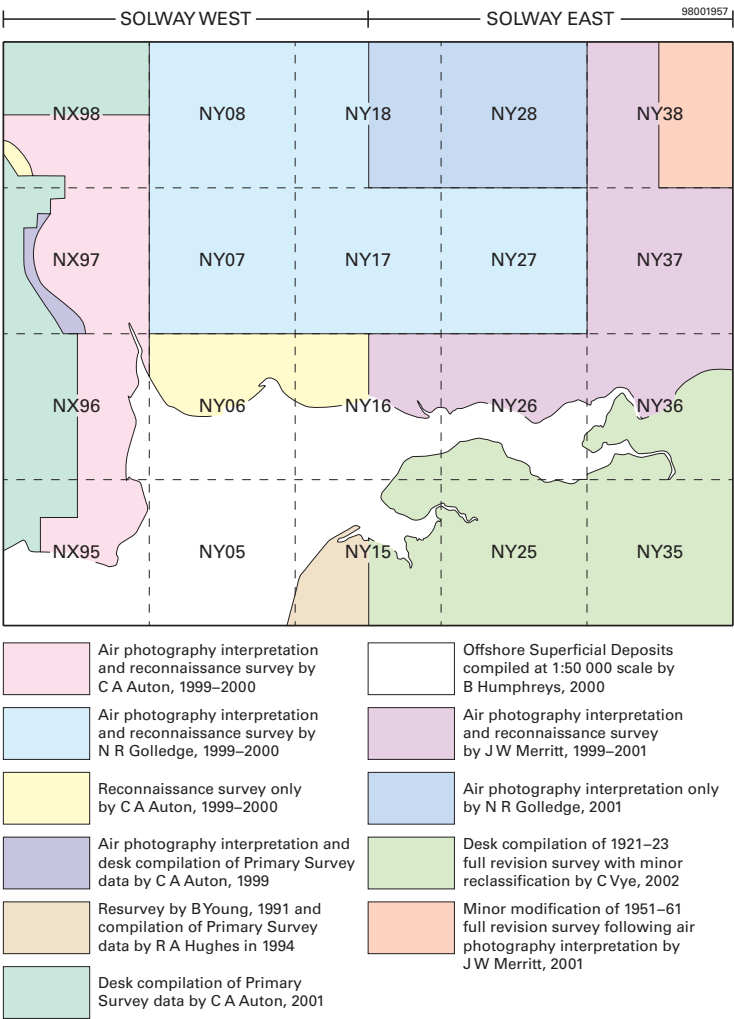 SOLWAY WEST
SOLWAY EAST
98001957
NX98
NY08
NY18
NY28
NY38
NX97
NY07
NY17
NY27
NY37
NX96
NY06
NY16
NY26
NY36
NX95
NY05
NY15
NY25
NY35
Air photography interpretation
and reconnaissance survey by
C A Auton, 1999–2000
Air photography interpretation
and reconnaissance survey by
N R Golledge, 1999–2000
Reconnaissance survey only
by C A Auton, 1999–2000
Air photography interpretation and
desk compilation of Primary Survey
data by C A Auton, 1999
Resurvey by B Young, 1991 and
compilation of Primary Survey
data by R A Hughes in 1994
Desk compilation of Primary
Survey data by C A Auton, 2001
Offshore Superficial Deposits
compiled at 1:50 000 scale by
B Humphreys, 2000
Air photography interpretation
and reconnaissance survey
by J W Merritt, 1999–2001
Air photography interpretation only
by N R Golledge, 2001
Desk compilation of 1921–23
full revision survey with minor
reclassification by C Vye, 2002
Minor modification of 1951–61
full revision survey following air
photography interpretation by
J W Merritt, 2001